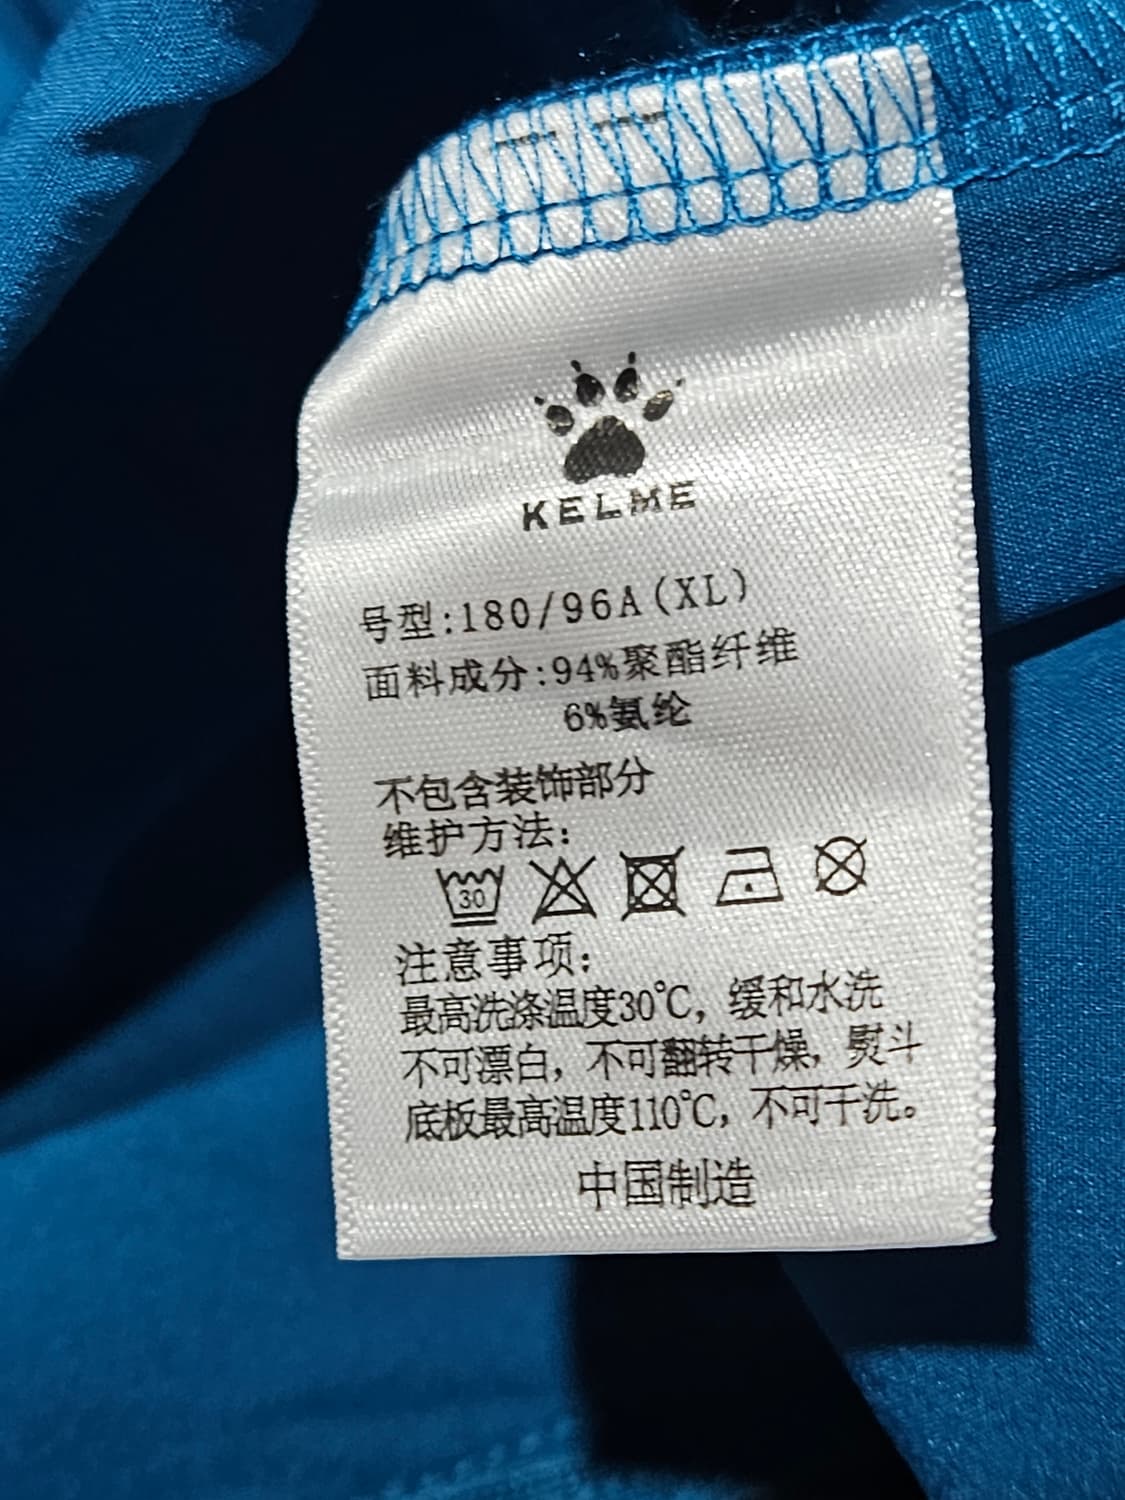 KELME
号型:180/96A(XL)
面料成分:94%聚酯纤维
6%氨纶
不包含装饰部分
维护方法:
30
注意事项:
最高洗涤温度30℃，缓和水洗
不可漂白，不可翻转干燥，熨斗
底板最高温度110℃，不可干洗。
中国制造